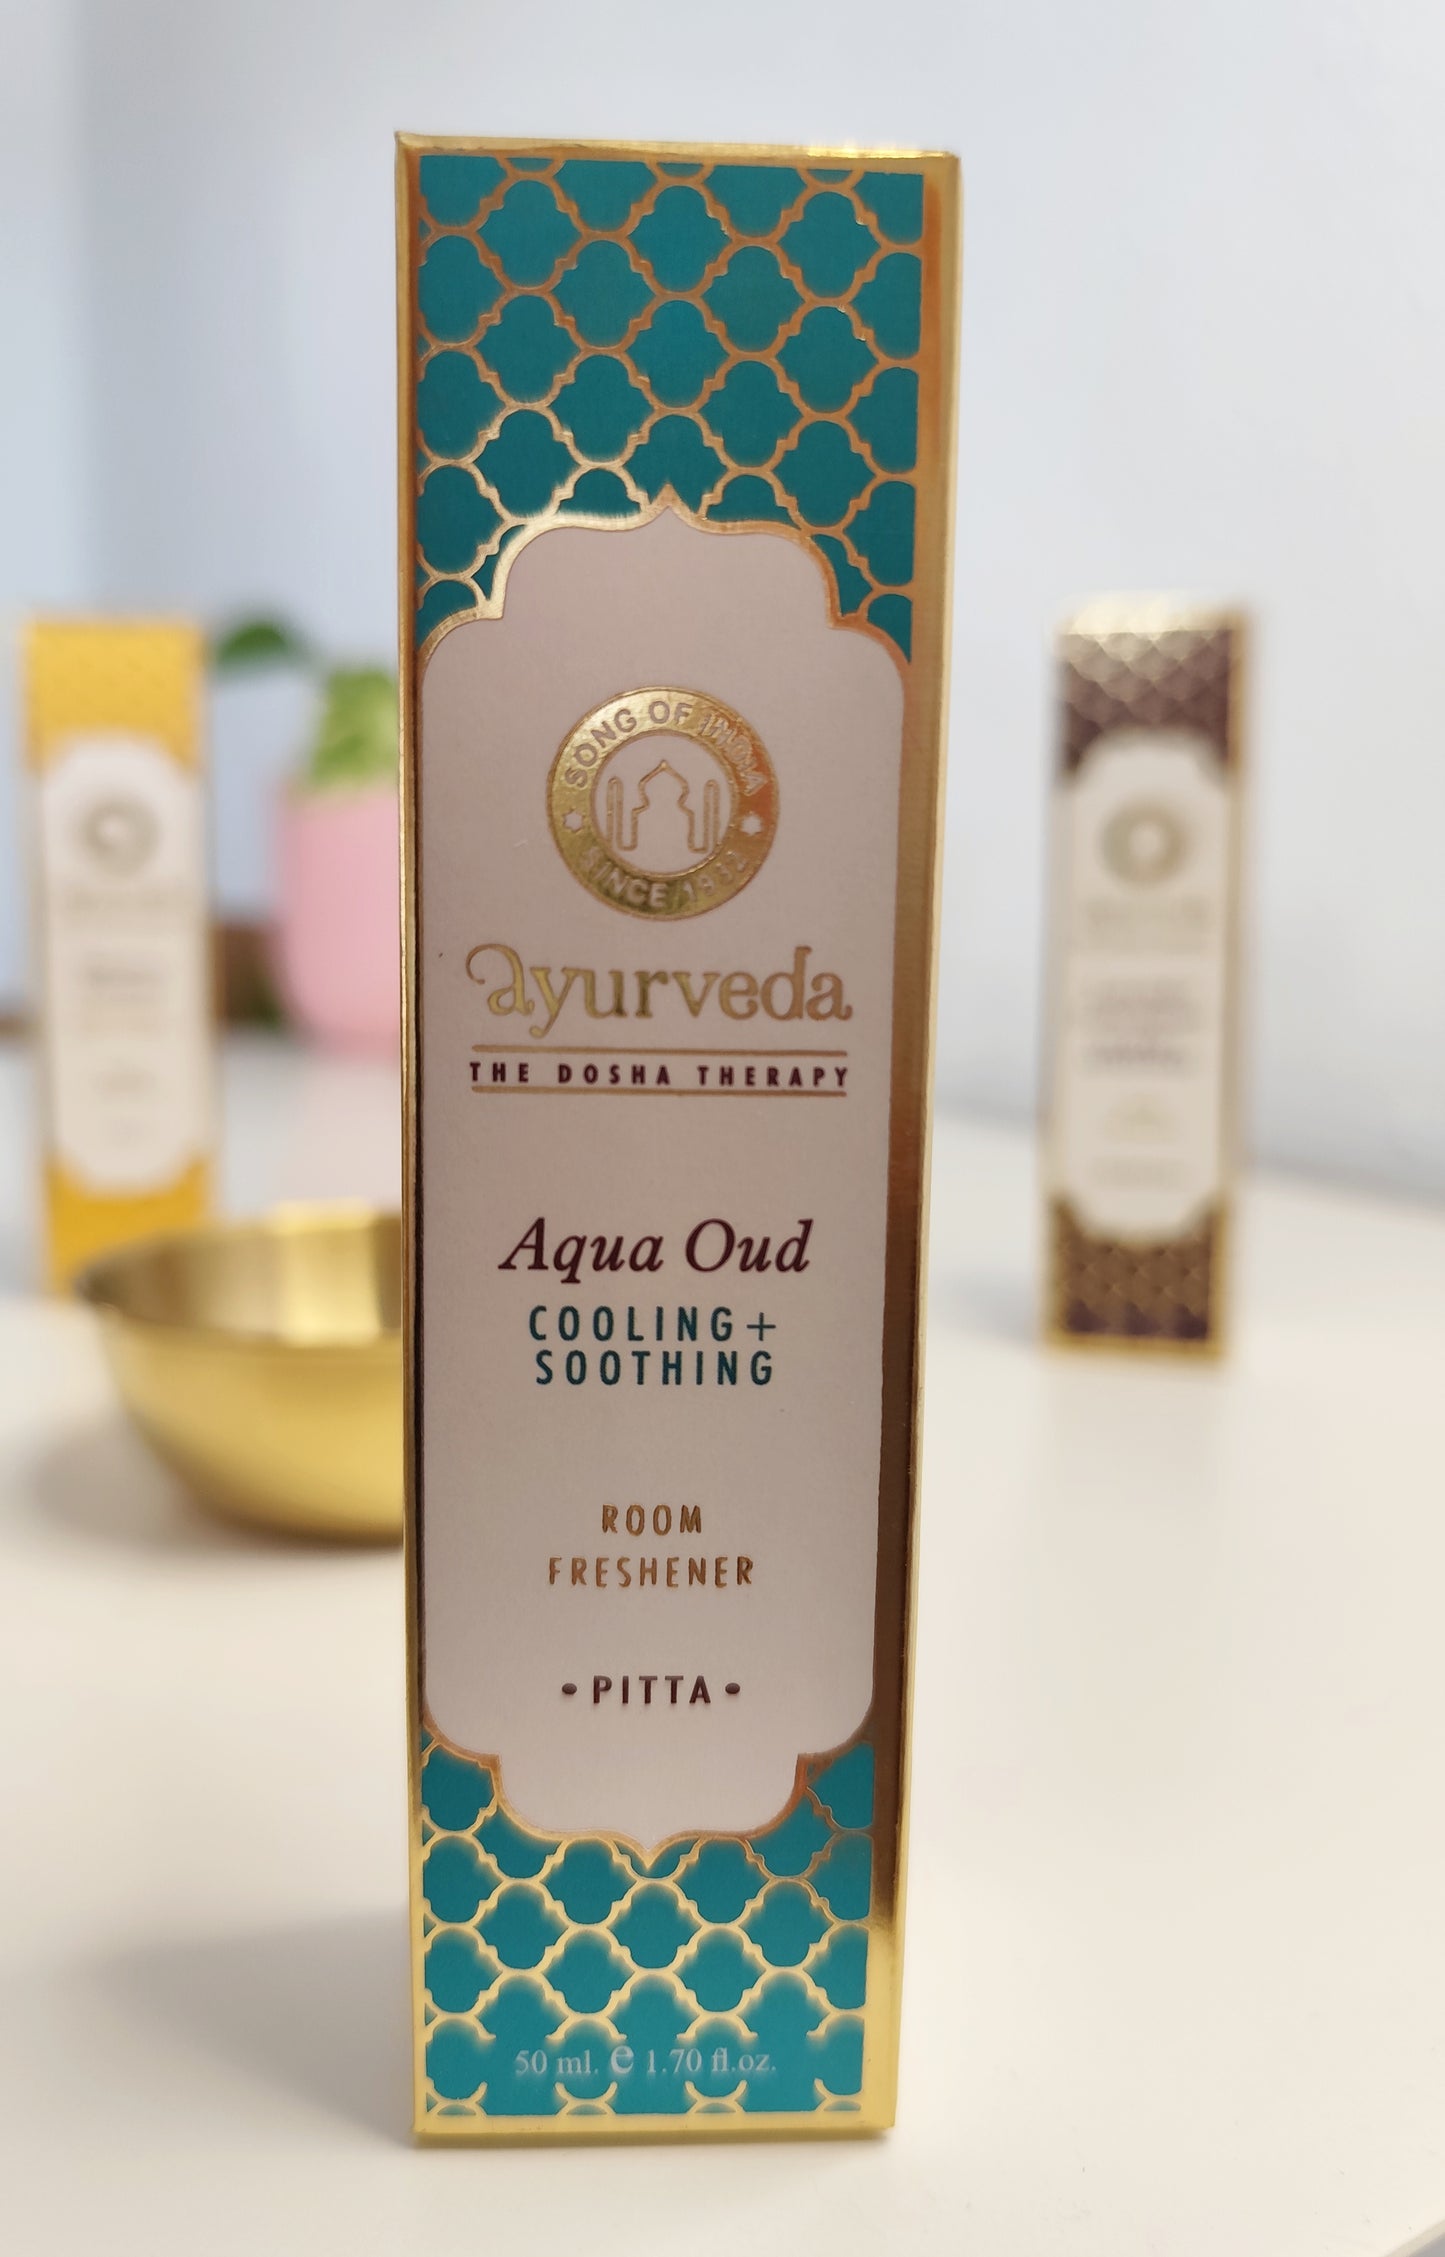 SONG OF INDIA
SINCE 1932
ayurveda
THE DOSHA THERAPY
Aqua Oud
COOLING+
SOOTHING
ROOM
FRESHENER
• PITTA •
50 ml. e 1.70 fl.oz.